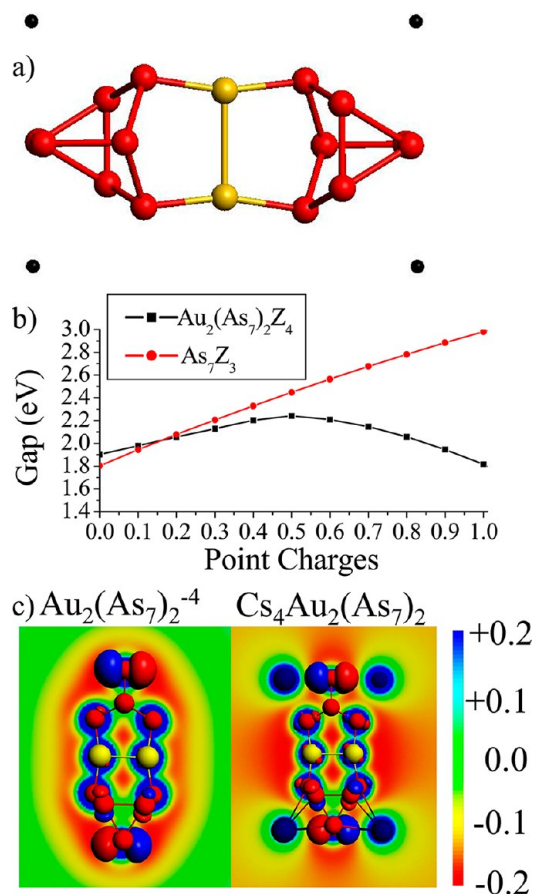 a)
b)
Au₂(As₇)₂Z₄
As₇Z₃
3.0
2.8
2.6
2.4
2.2
2.0
1.8
1.6
1.4
Gap (eV)
0.0 0.1 0.2 0.3 0.4 0.5 0.6 0.7 0.8 0.9 1.0
Point Charges
c) Au₂(As₇)₂⁻⁴ Cs₄Au₂(As₇)₂
+0.2
+0.1
0.0
-0.1
-0.2